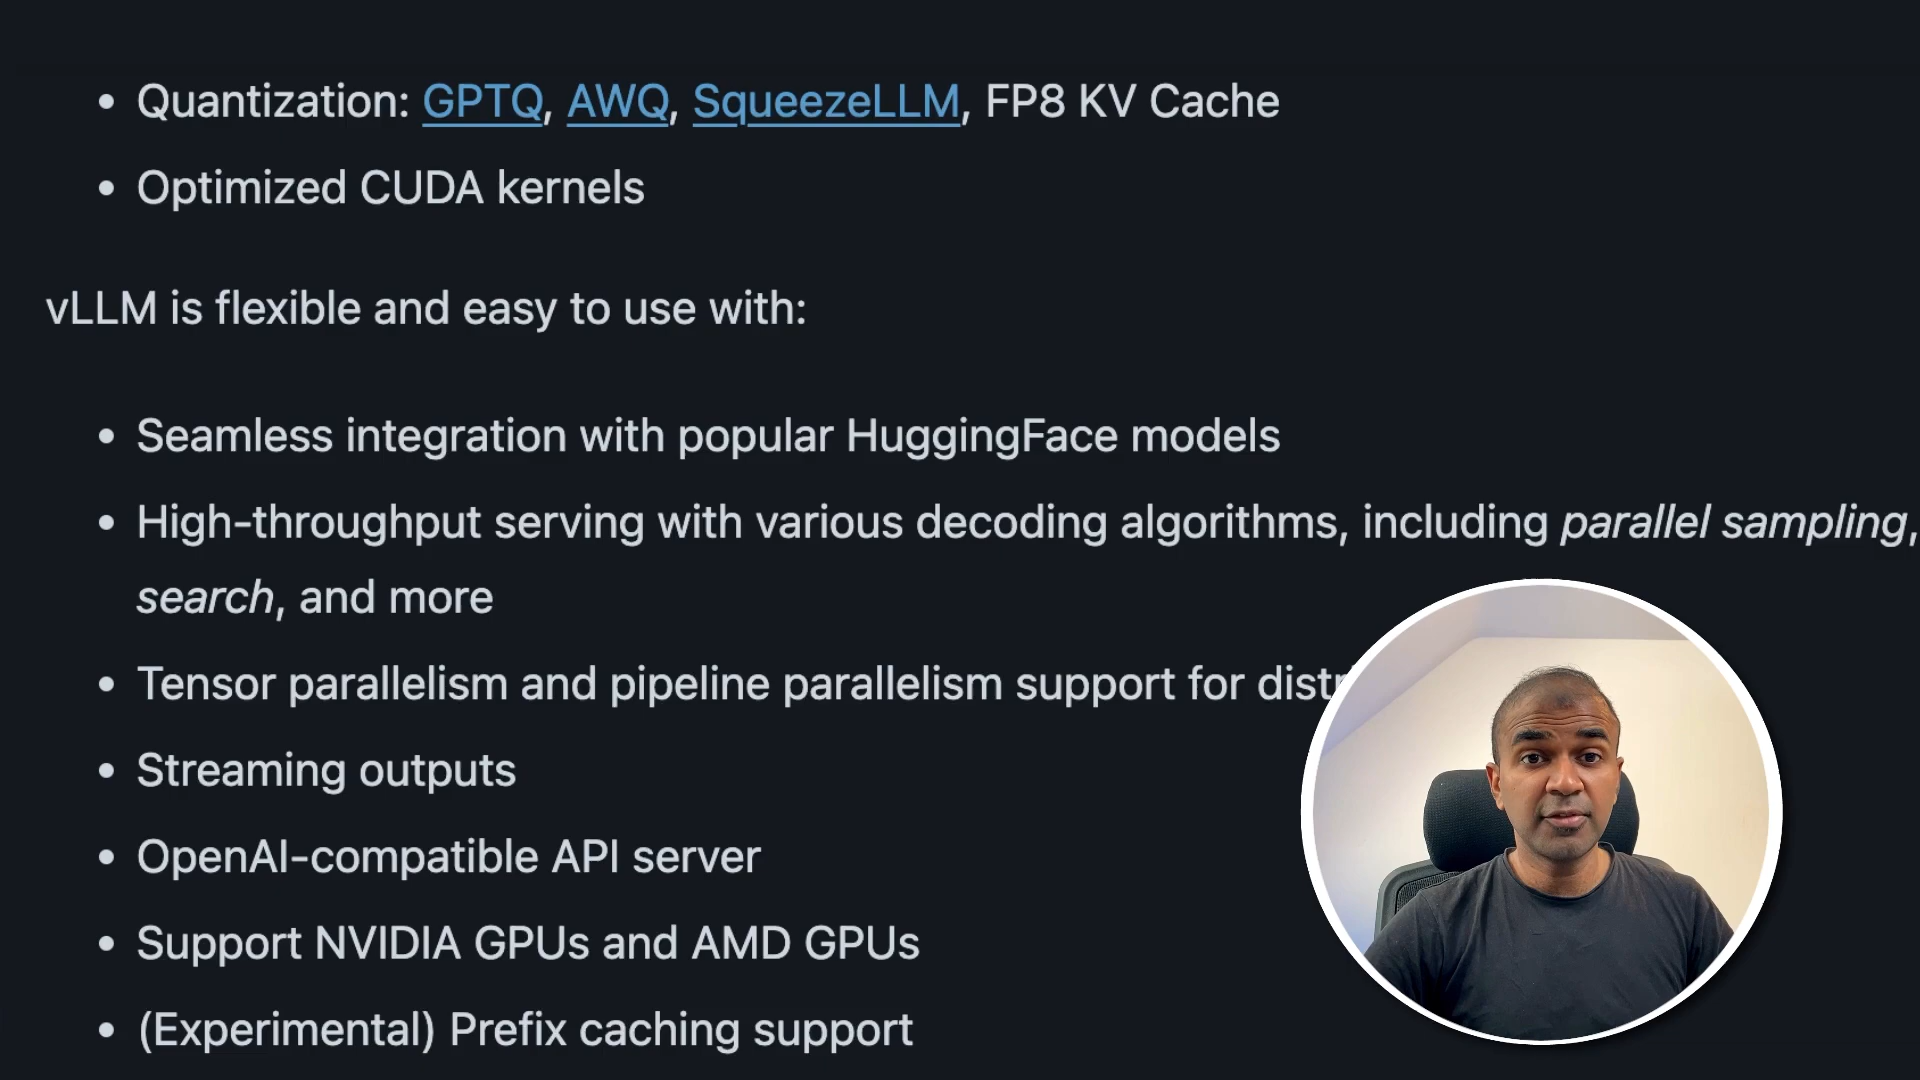 • Quantization: GPTQ, AWQ, SqueezeLLM, FP8 KV Cache
• Optimized CUDA kernels
vLLM is flexible and easy to use with:
• Seamless integration with popular HuggingFace models
• High-throughput serving with various decoding algorithms, including parallel sampling,
search, and more
• Tensor parallelism and pipeline parallelism support for
• Streaming outputs
• OpenAI-compatible API server
• Support NVIDIA GPUs and AMD GPUs
• (Experimental) Prefix caching support